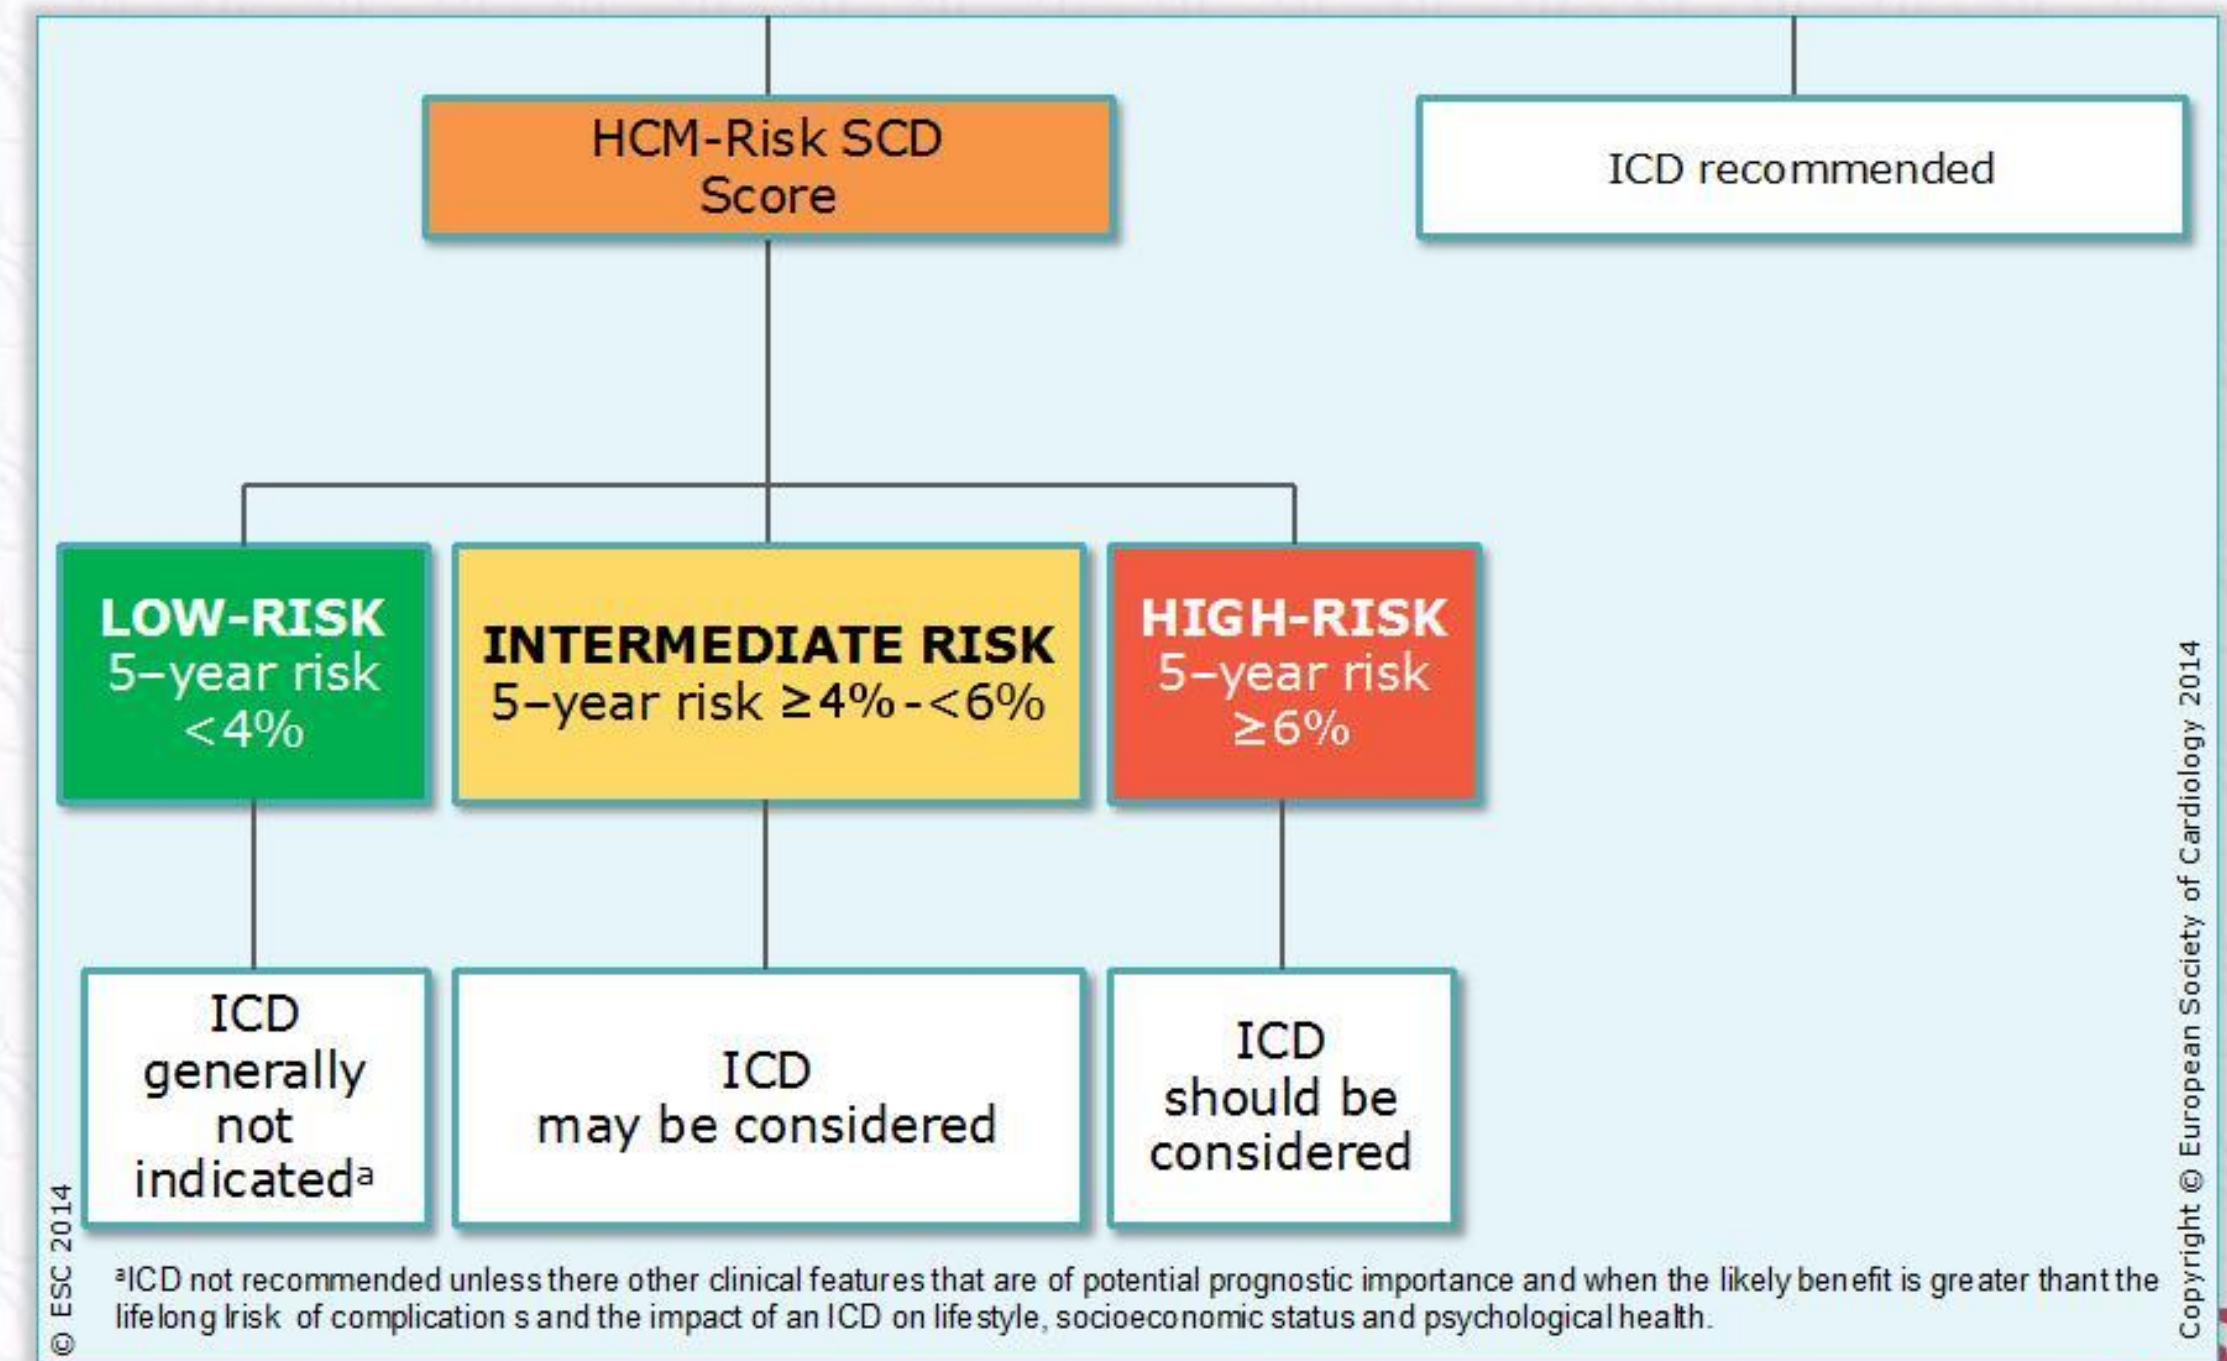 HCM-Risk SCD
Score
ICD recommended
LOW-RISK
5–year risk
<4%
INTERMEDIATE RISK
5–year risk ≥4%-<6%
HIGH-RISK
5–year risk
≥6%
ICD
generally
not
indicatedᵃ
ICD
may be considered
ICD
should be
considered
ᵃICD not recommended unless there other clinical features that are of potential prognostic importance and when the likely benefit is greater thant the
lifelong lrisk of complication s and the impact of an ICD on lifestyle, socioeconomic status and psychological health.
© ESC 2014
Copyright © European Society of Cardiology 2014